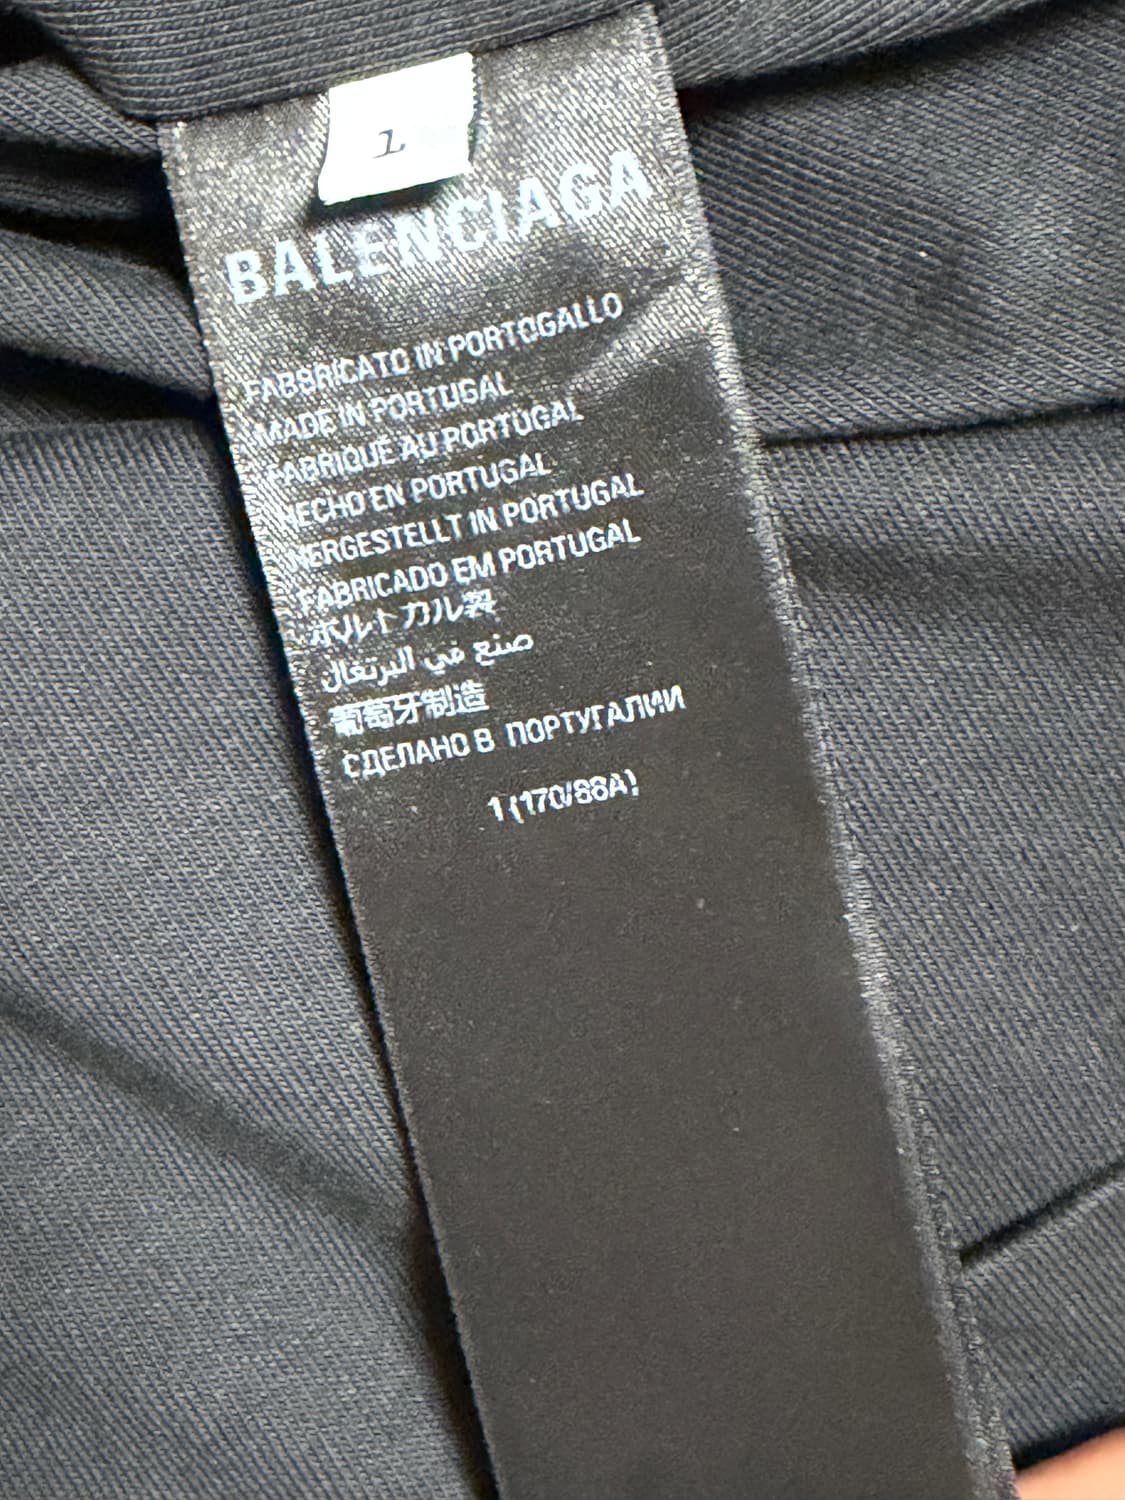 1
BALENCIAGA
FABBRICATO IN PORTOGALLO
MADE IN PORTUGAL
FABRIQUÉ AU PORTUGAL
HECHO EN PORTUGAL
HERGESTELLT IN PORTUGAL
FABRICADO EM PORTUGAL
ポルトガル製
صنع في البرتغال
葡萄牙制造
СДЕЛАНО В ПОРТУГАЛИИ
1 (170/88A)